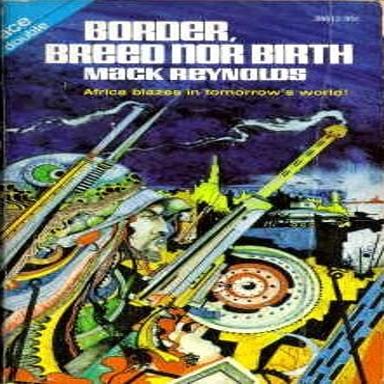 ace
double
BORDER,
BREED NOR BIRTH
MACK REYNOLDS
Africa blazes in tomorrow's world!